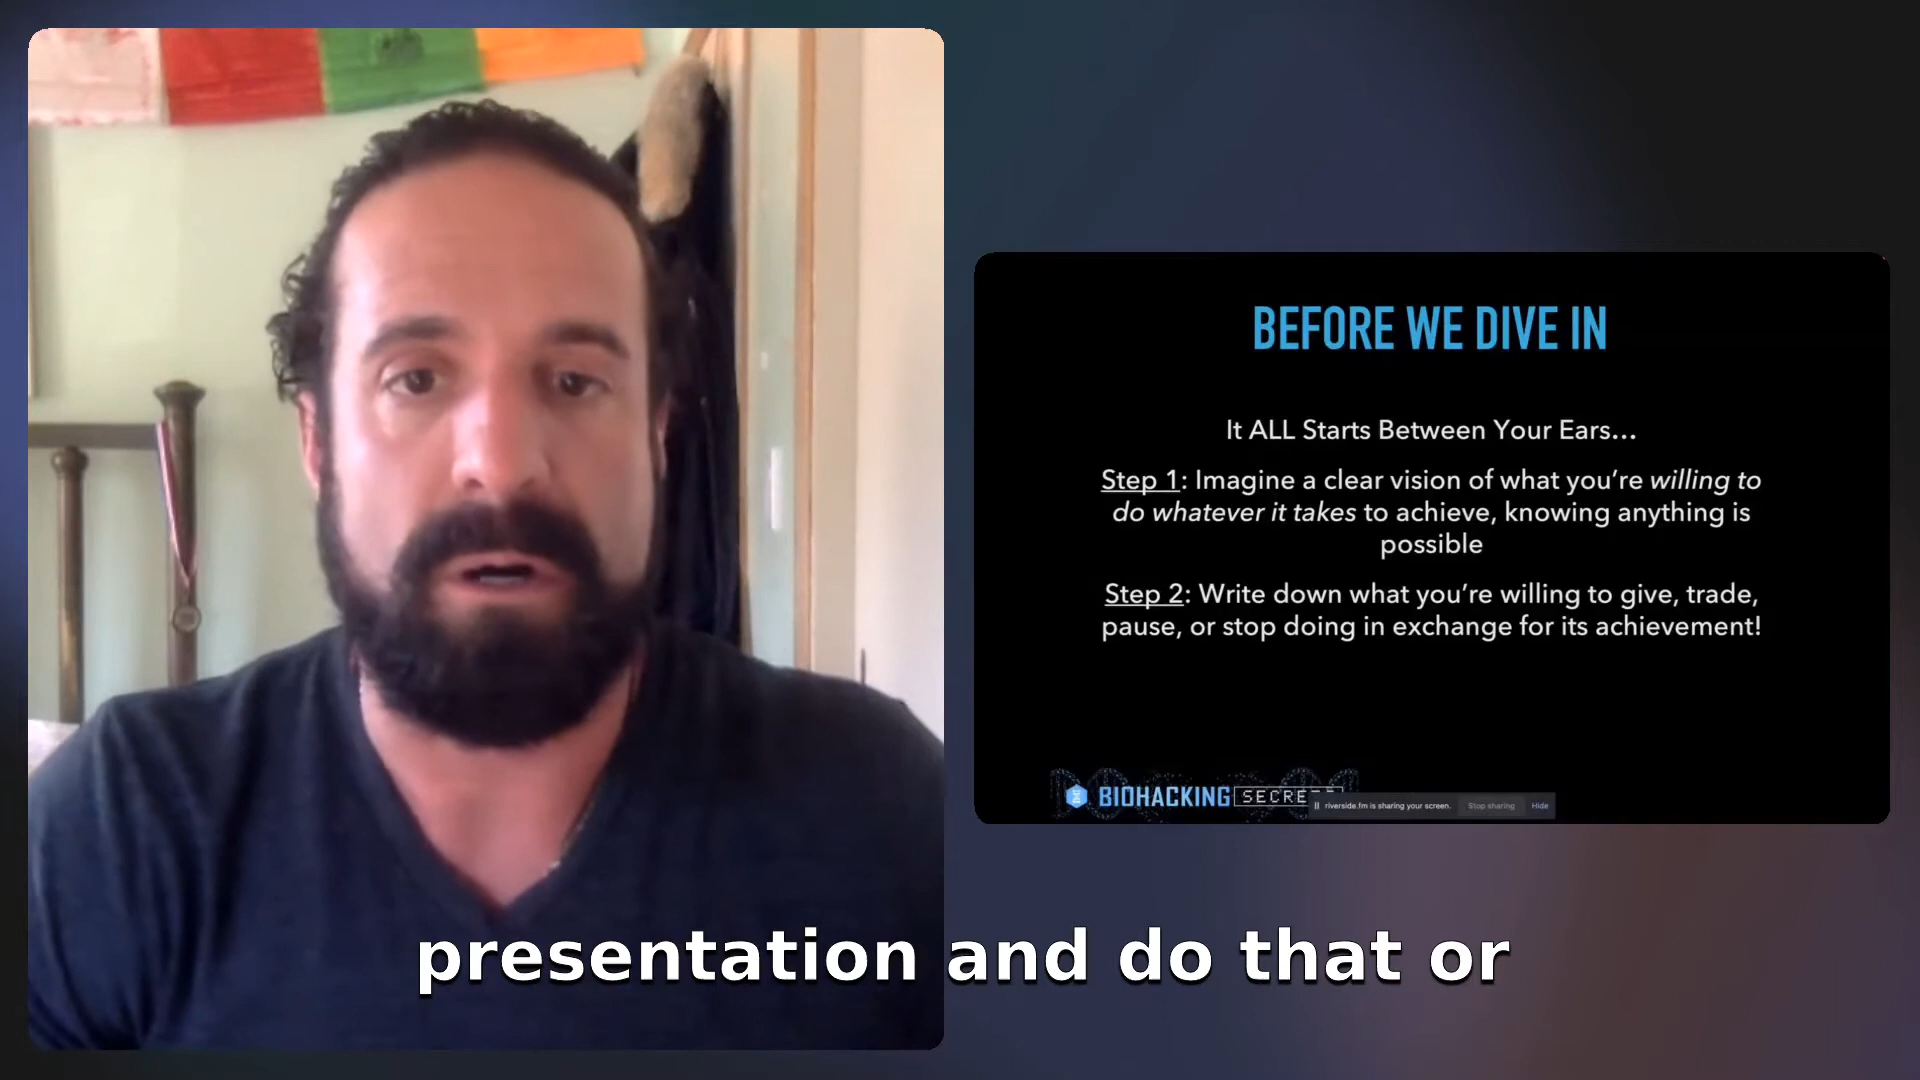 BEFORE WE DIVE IN
It ALL Starts Between Your Ears...
Step 1: Imagine a clear vision of what you’re willing to
do whatever it takes to achieve, knowing anything is
possible
Step 2: Write down what you’re willing to give, trade,
pause, or stop doing in exchange for its achievement!
BIOHACKING
riverside.fm is sharing your screen. Stop sharing Hide
presentation and do that or